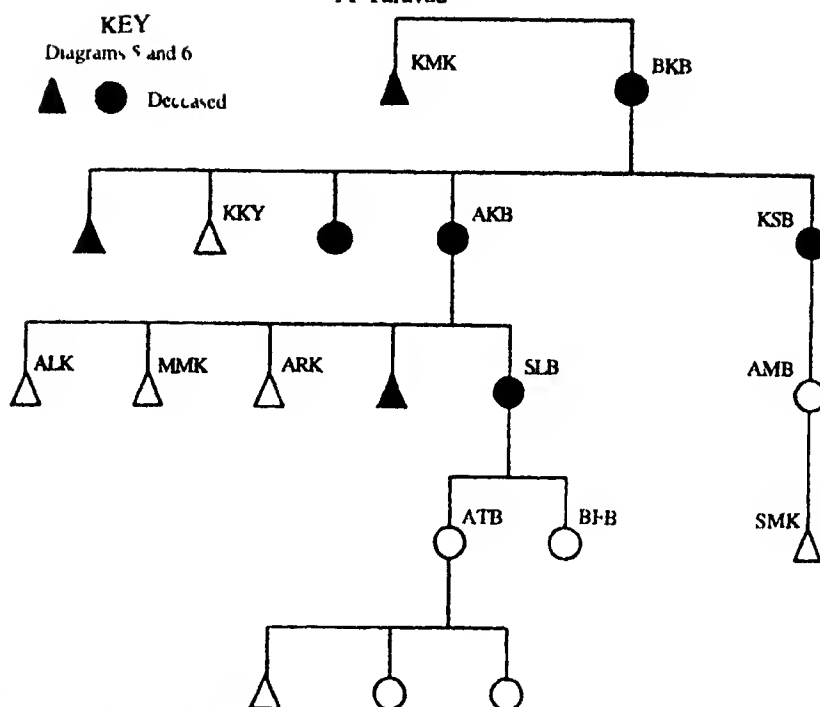 KEY
Diagrams 5 and 6
Deceased
KMK
BKB
KKY
AKB
KSB
ALK
MMK
ARK
SLB
AMB
ATB
SMK